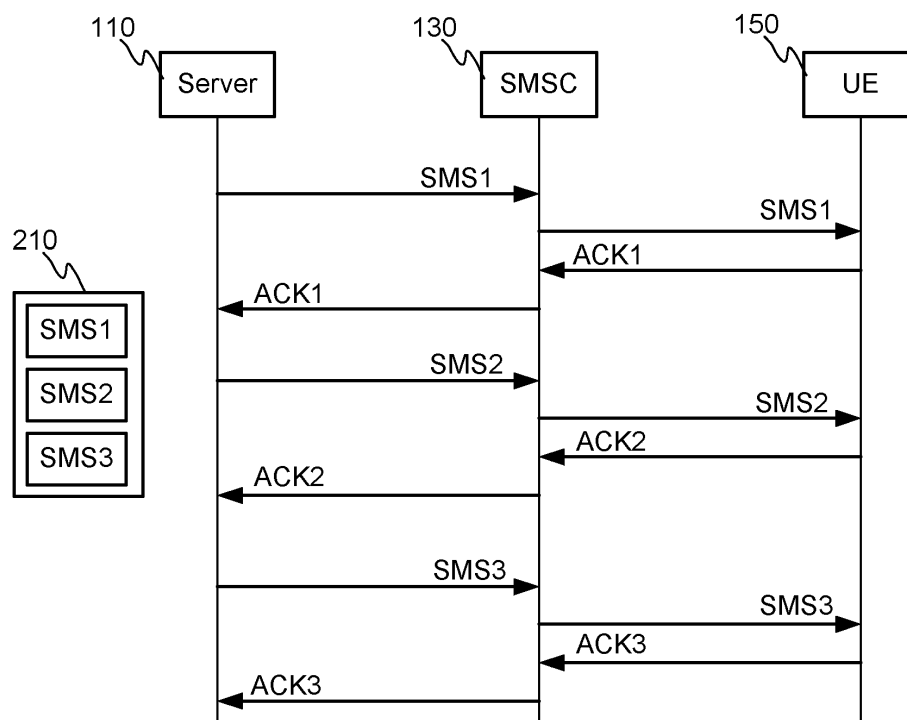 110
130
150
Server
SMSC
UE
SMS1
SMS1
210
ACK1
ACK1
SMS1
SMS2
SMS2
SMS2
ACK2
SMS3
ACK2
SMS3
SMS3
ACK3
ACK3